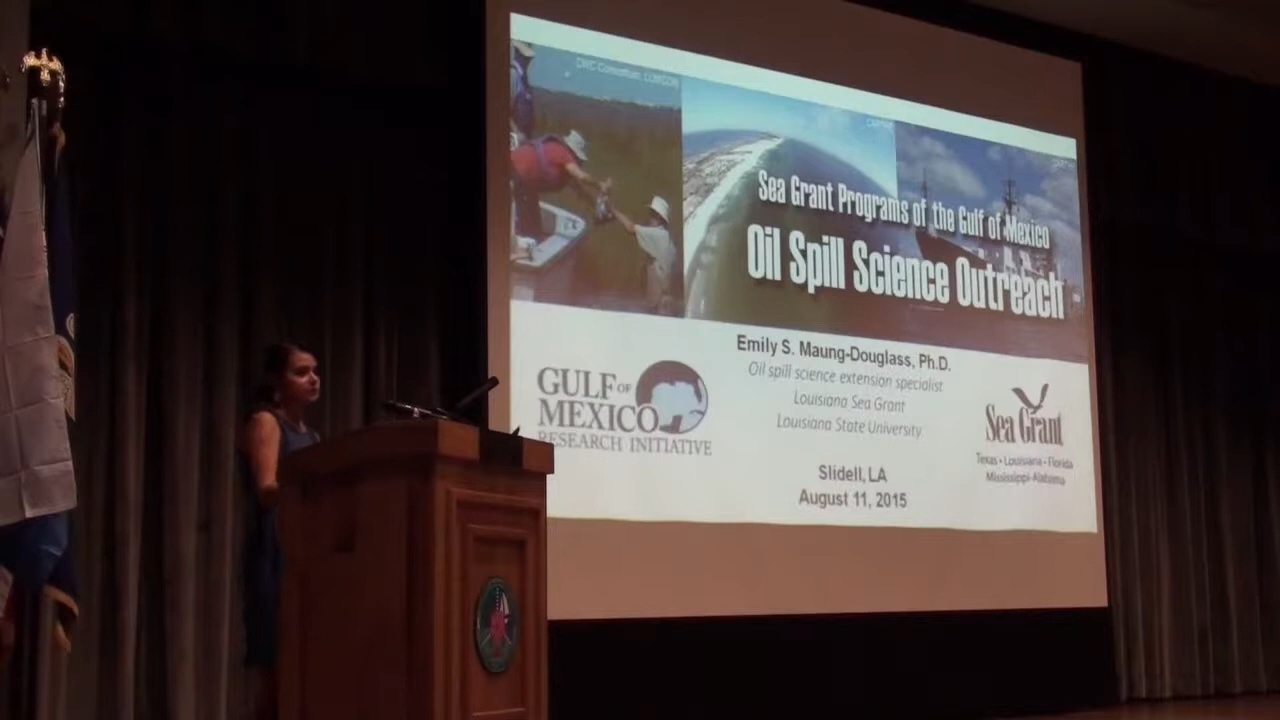 Sea Grant Programs of the Gulf of Mexico
Oil Spill Science Outreach
Emily S. Maung-Douglass, Ph.D.
Oil spill science extension specialist
Louisiana Sea Grant
Louisiana State University
Slidell, LA
August 11, 2015
GULF OF
MEXICO
RESEARCH INITIATIVE
Sea Grant
Texas • Louisiana • Florida
Mississippi-Alabama